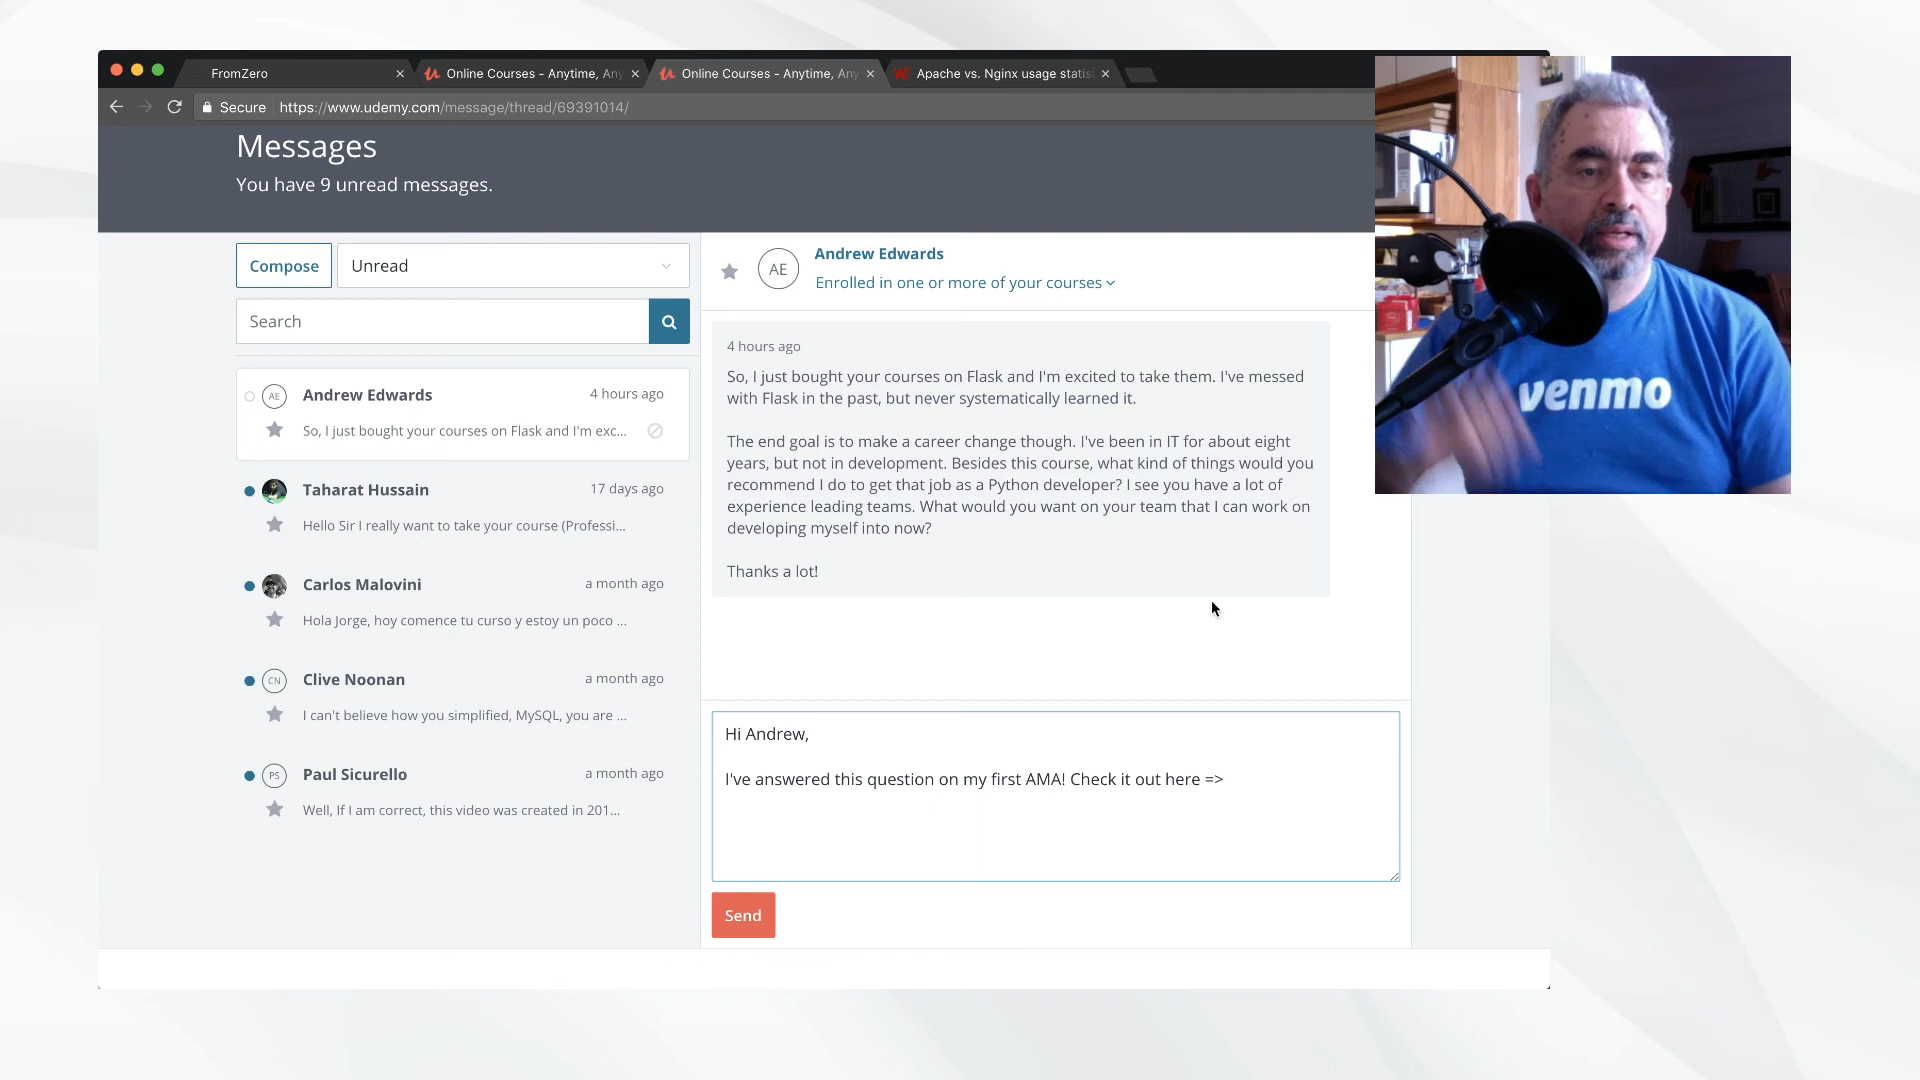 FromZero
Online Courses - Anytime, Any
Online Courses - Anytime, Any
Apache vs. Nginx usage statis
Secure
https://www.udemy.com/message/thread/69391014/
Messages
You have 9 unread messages.
Compose
Unread
Search
AE
Andrew Edwards
4 hours ago
So, I just bought your courses on Flask and I'm exc...
Taharat Hussain
17 days ago
Hello Sir I really want to take your course (Professi...
Carlos Malovini
a month ago
Hola Jorge, hoy comence tu curso y estoy un poco ...
CN
Clive Noonan
a month ago
I can't believe how you simplified, MySQL, you are ...
PS
Paul Sicurello
a month ago
Well, If I am correct, this video was created in 201...
AE
Andrew Edwards
Enrolled in one or more of your courses
4 hours ago
So, I just bought your courses on Flask and I'm excited to take them. I've messed
with Flask in the past, but never systematically learned it.
The end goal is to make a career change though. I've been in IT for about eight
years, but not in development. Besides this course, what kind of things would you
recommend I do to get that job as a Python developer? I see you have a lot of
experience leading teams. What would you want on your team that I can work on
developing myself into now?
Thanks a lot!
Hi Andrew,
I've answered this question on my first AMA! Check it out here =>
Send
venmo